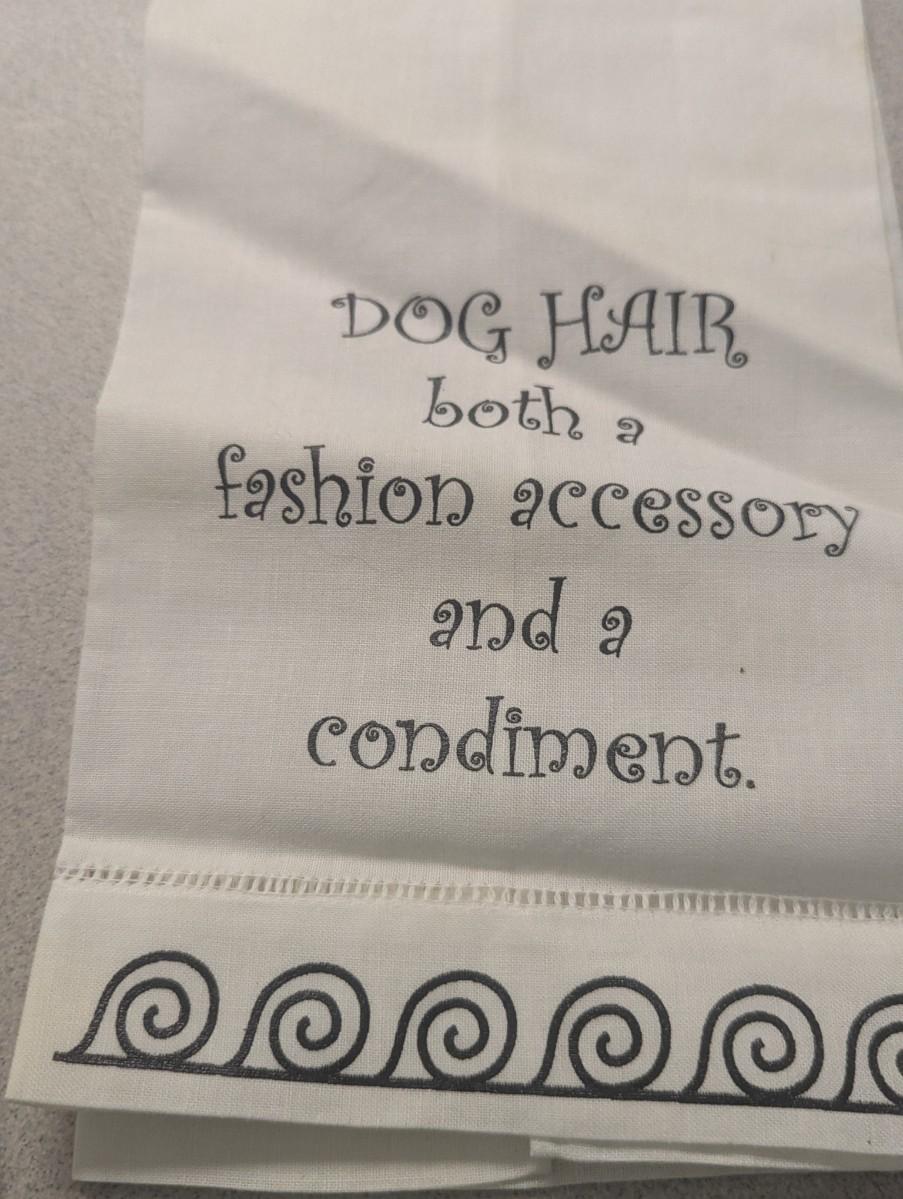 DOG HAIR
both a
fashion accessory
and a
condiment.